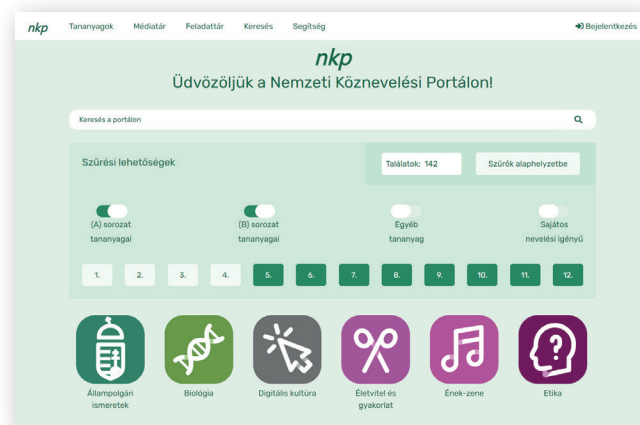 nkp Tananyagok Médiatár Feladattár Keresés Segítség Bejelentkezés
nkp
Üdvözöljük a Nemzeti Köznevelési Portálon!
Keresés a portálon
Szűrési lehetőségek Találatok: 142 Szűrők alaphelyzetbe
(A) sorozat (B) sorozat Egyéb Sajátos
tananyagai tananyagai tananyag nevelési igényű
1. 2. 3. 4. 5. 6. 7. 8. 9. 10. 11. 12.
?
Állampolgári Biológia Digitális kultúra Életvitel és Ének-zene Etika
ismeretek gyakorlat